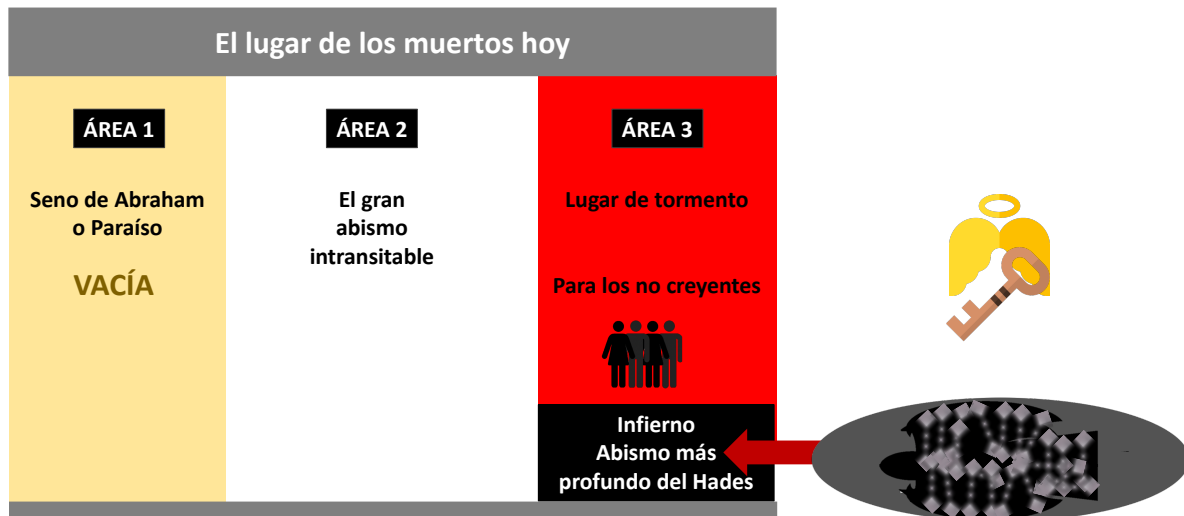 El lugar de los muertos hoy
ÁREA 1
Seno de Abraham
o Paraíso
VACÍA
ÁREA 2
El gran
abismo
intransitable
ÁREA 3
Lugar de tormento
Para los no creyentes
Infierno
Abismo más
profundo del Hades